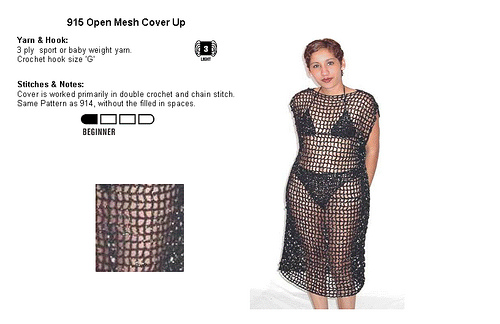 915 Open Mesh Cover Up
Yarn & Hook:
3 ply sport or baby weight yarn.
Crochet hook size "G"
3
LIGHT
Stitches & Notes:
Cover is worked primarily in double crochet and chain stitch.
Same Pattern as 914, without the filled in spaces.
BEGINNER